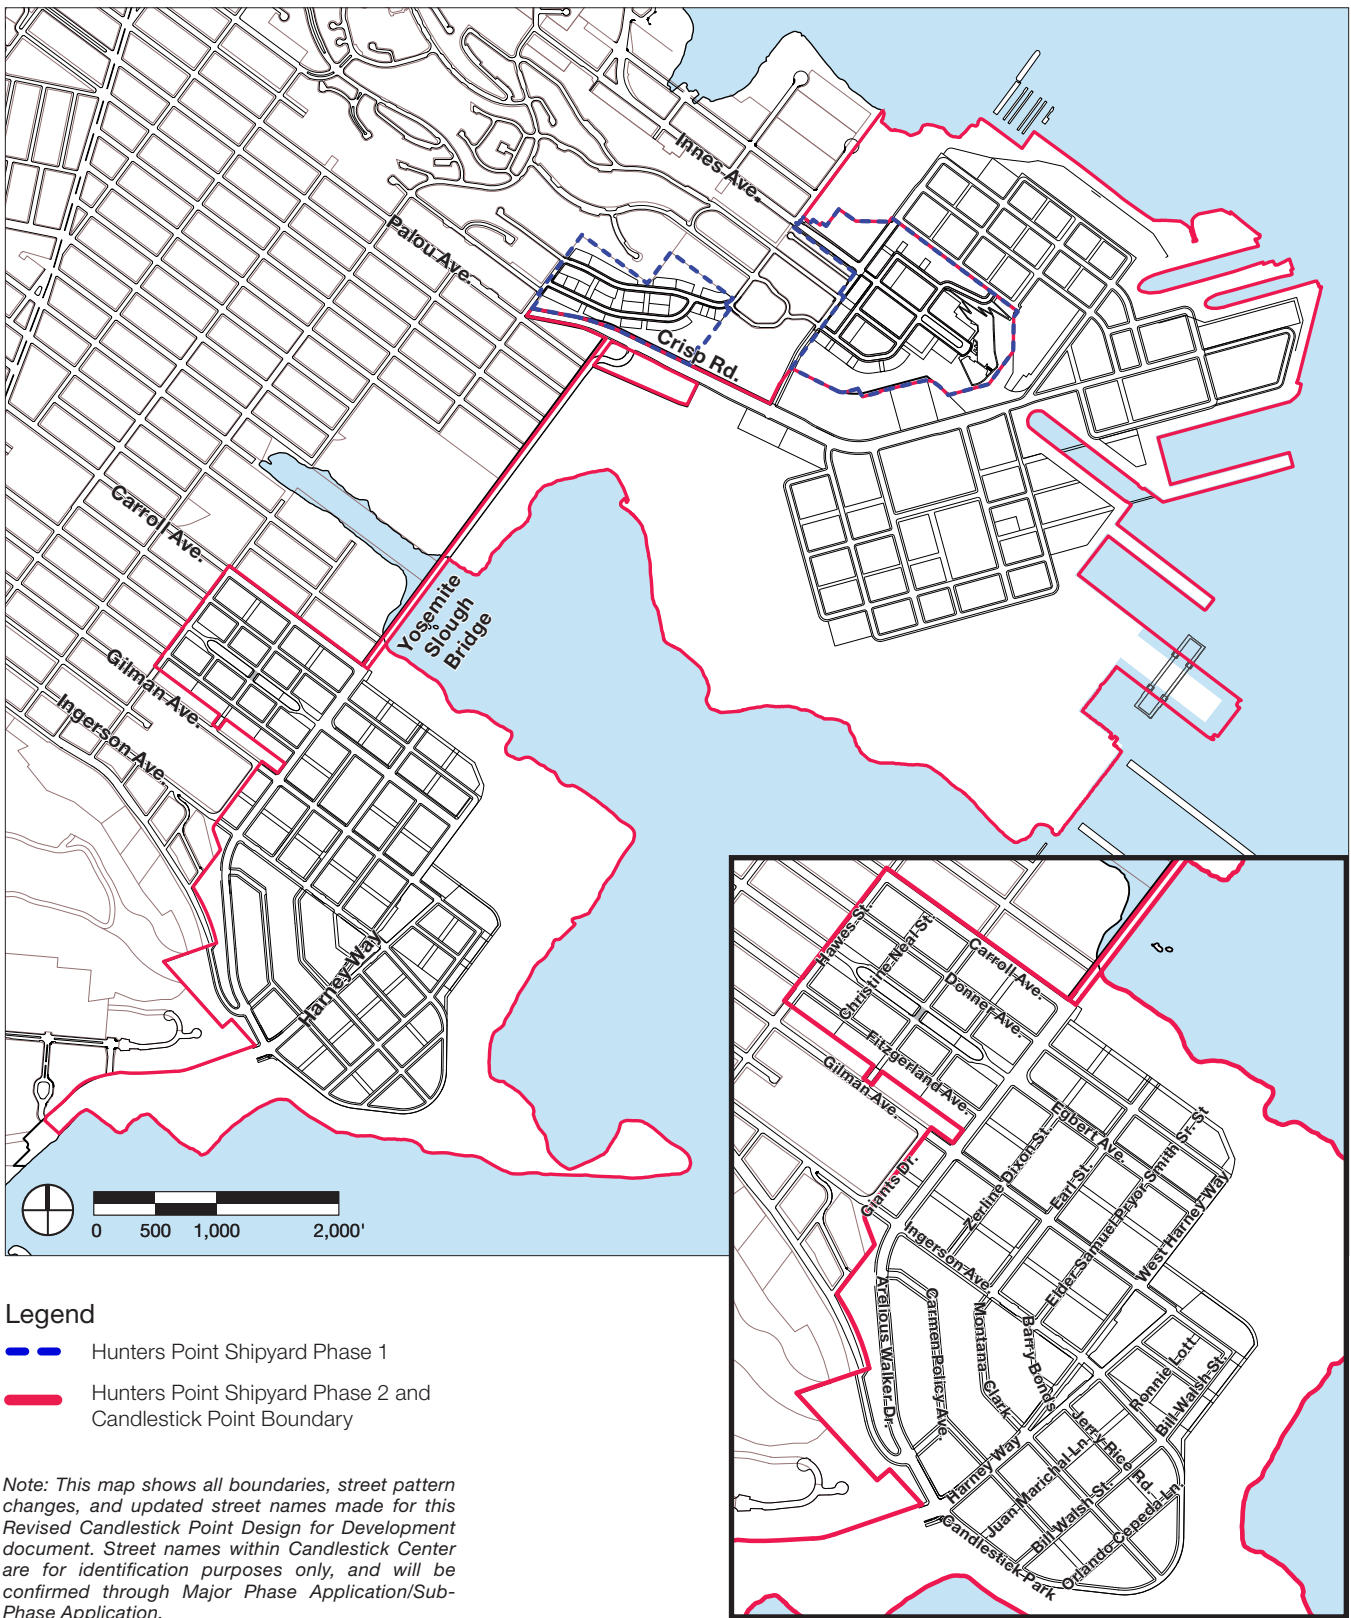 Innes Ave.
Palou Ave.
Crisp Rd.
Carroll Ave.
Yosemite
Slough
Bridge
Gilman Ave.
Ingerson Ave.
Harney Way
0 500 1,000 2,000'
Hawes St.
Christine Neal St.
Carroll Ave.
Donner Ave.
Fitzgerland Ave.
Gilman Ave.
Egbert Ave.
Giants Dr.
Zerline Dixon St.
Earl St.
Elder Samuel Pryor Smith Sr. St
West Harney Way
Ingerson Ave.
Arelious Walker Dr.
Carmen Policy Ave.
Montana Clark
Barry Bonds
Ronnie Lott
Bill Walsh St.
Jerry Rice Rd.
Harney Way
Juan Marichal Ln
Bill Walsh St.
Orlando Cepeda Ln.
Candlestick Park
Legend
Hunters Point Shipyard Phase 1
Hunters Point Shipyard Phase 2 and
Candlestick Point Boundary
Note: This map shows all boundaries, street pattern
changes, and updated street names made for this
Revised Candlestick Point Design for Development
document. Street names within Candlestick Center
are for identification purposes only, and will be
confirmed through Major Phase Application/Sub-
Phase Application.